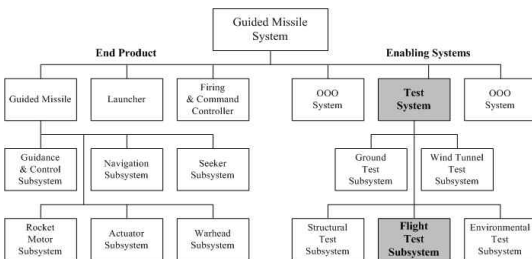 Guided Missile
System
End Product
Enabling Systems
Guided Missile
Launcher
Firing
& Command
Controller
OOO
System
Test
System
OOO
System
Guidance
& Control
Subsystem
Navigation
Subsystem
Seeker
Subsystem
Ground
Test
Subsystem
Wind Tunnel
Test
Subsystem
Rocket
Motor
Subsystem
Actuator
Subsystem
Warhead
Subsystem
Structural
Test
Subsystem
Flight
Test
Subsystem
Environmental
Test
Subsystem